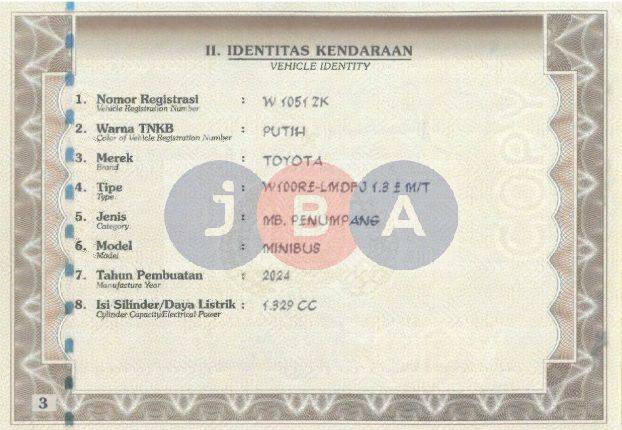 II. IDENTITAS KENDARAAN
VEHICLE IDENTITY
1. Nomor Registrasi : W 1051 ZK
Vehicle Registration Number
2. Warna TNKB : PUTIH
Color of Vehicle Registration Number
3. Merek : TOYOTA
Brand
4. Tipe : W100RE-LMDFJ 1.3 E M/T
Type
5. Jenis : MB. PENUMPANG
Category
6. Model : MINIBUS
Model
7. Tahun Pembuatan : 2024
Manufacture Year
8. Isi Silinder/Daya Listrik : 1.329 CC
Cylinder Capacity/Electrical Power
JBA
3